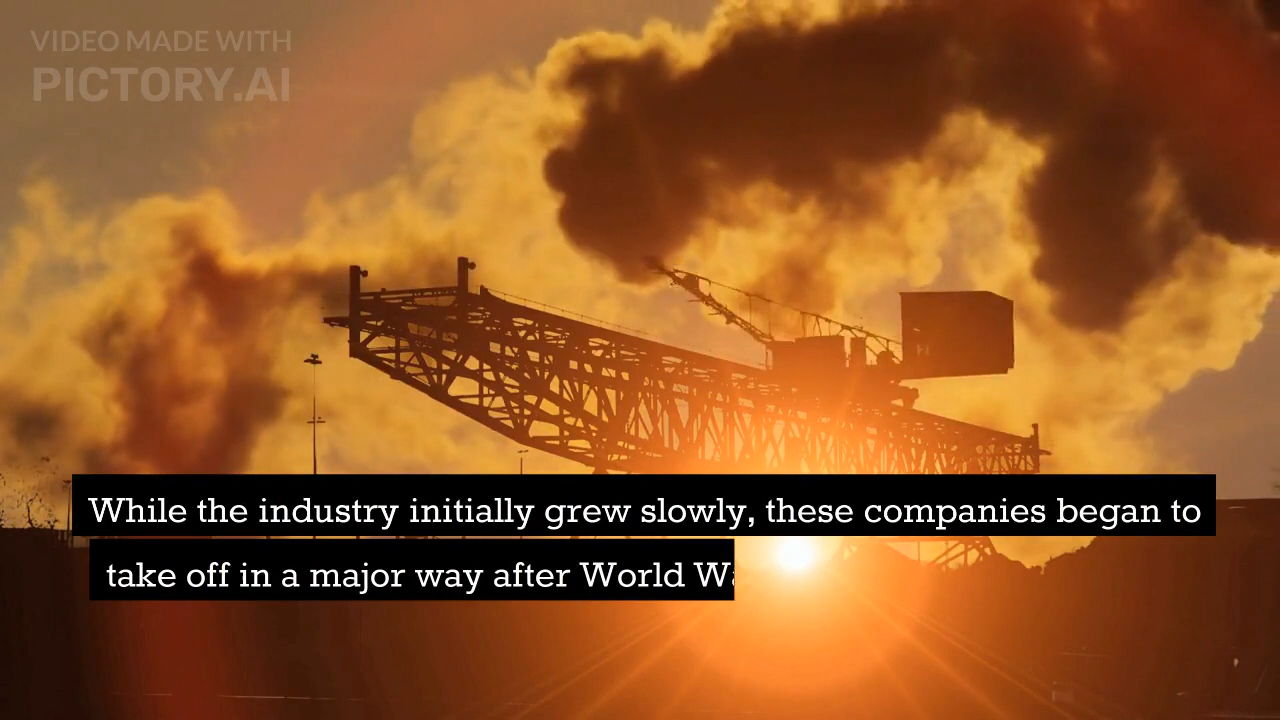 VIDEO MADE WITH
PICTORY.AI
While the industry initially grew slowly, these companies began to
take off in a major way after World